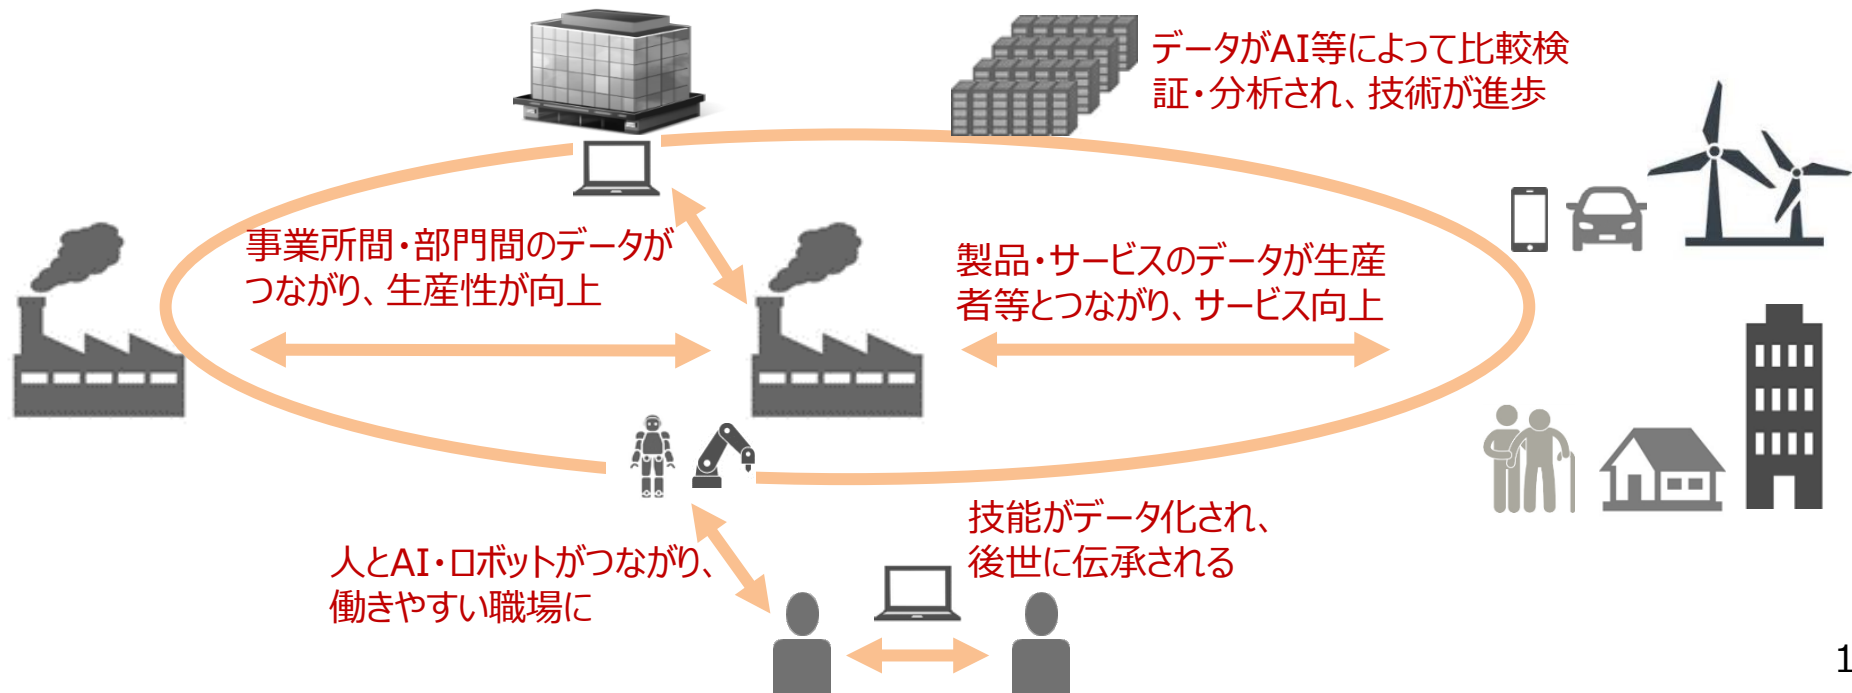 データがAI等によって比較検
証・分析され、技術が進歩
事業所間・部門間のデータが
つながり、生産性が向上
製品・サービスのデータが生産
者等とつながり、サービス向上
技能がデータ化され、
後世に伝承される
人とAI・ロボットがつながり、
働きやすい職場に
1